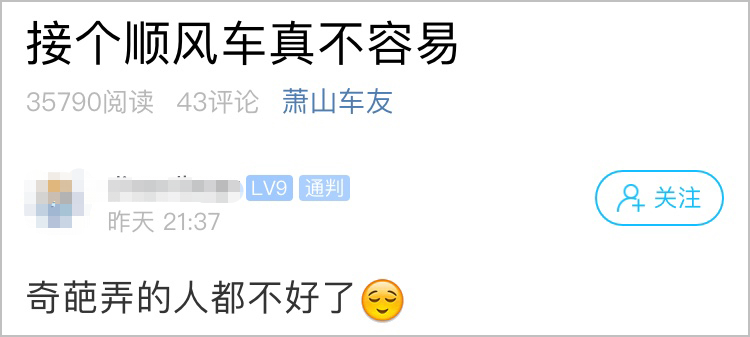 接个顺风车真不容易
35790阅读 43评论 萧山车友
LV9 通判
关注
昨天 21:37
奇葩弄的人都不好了